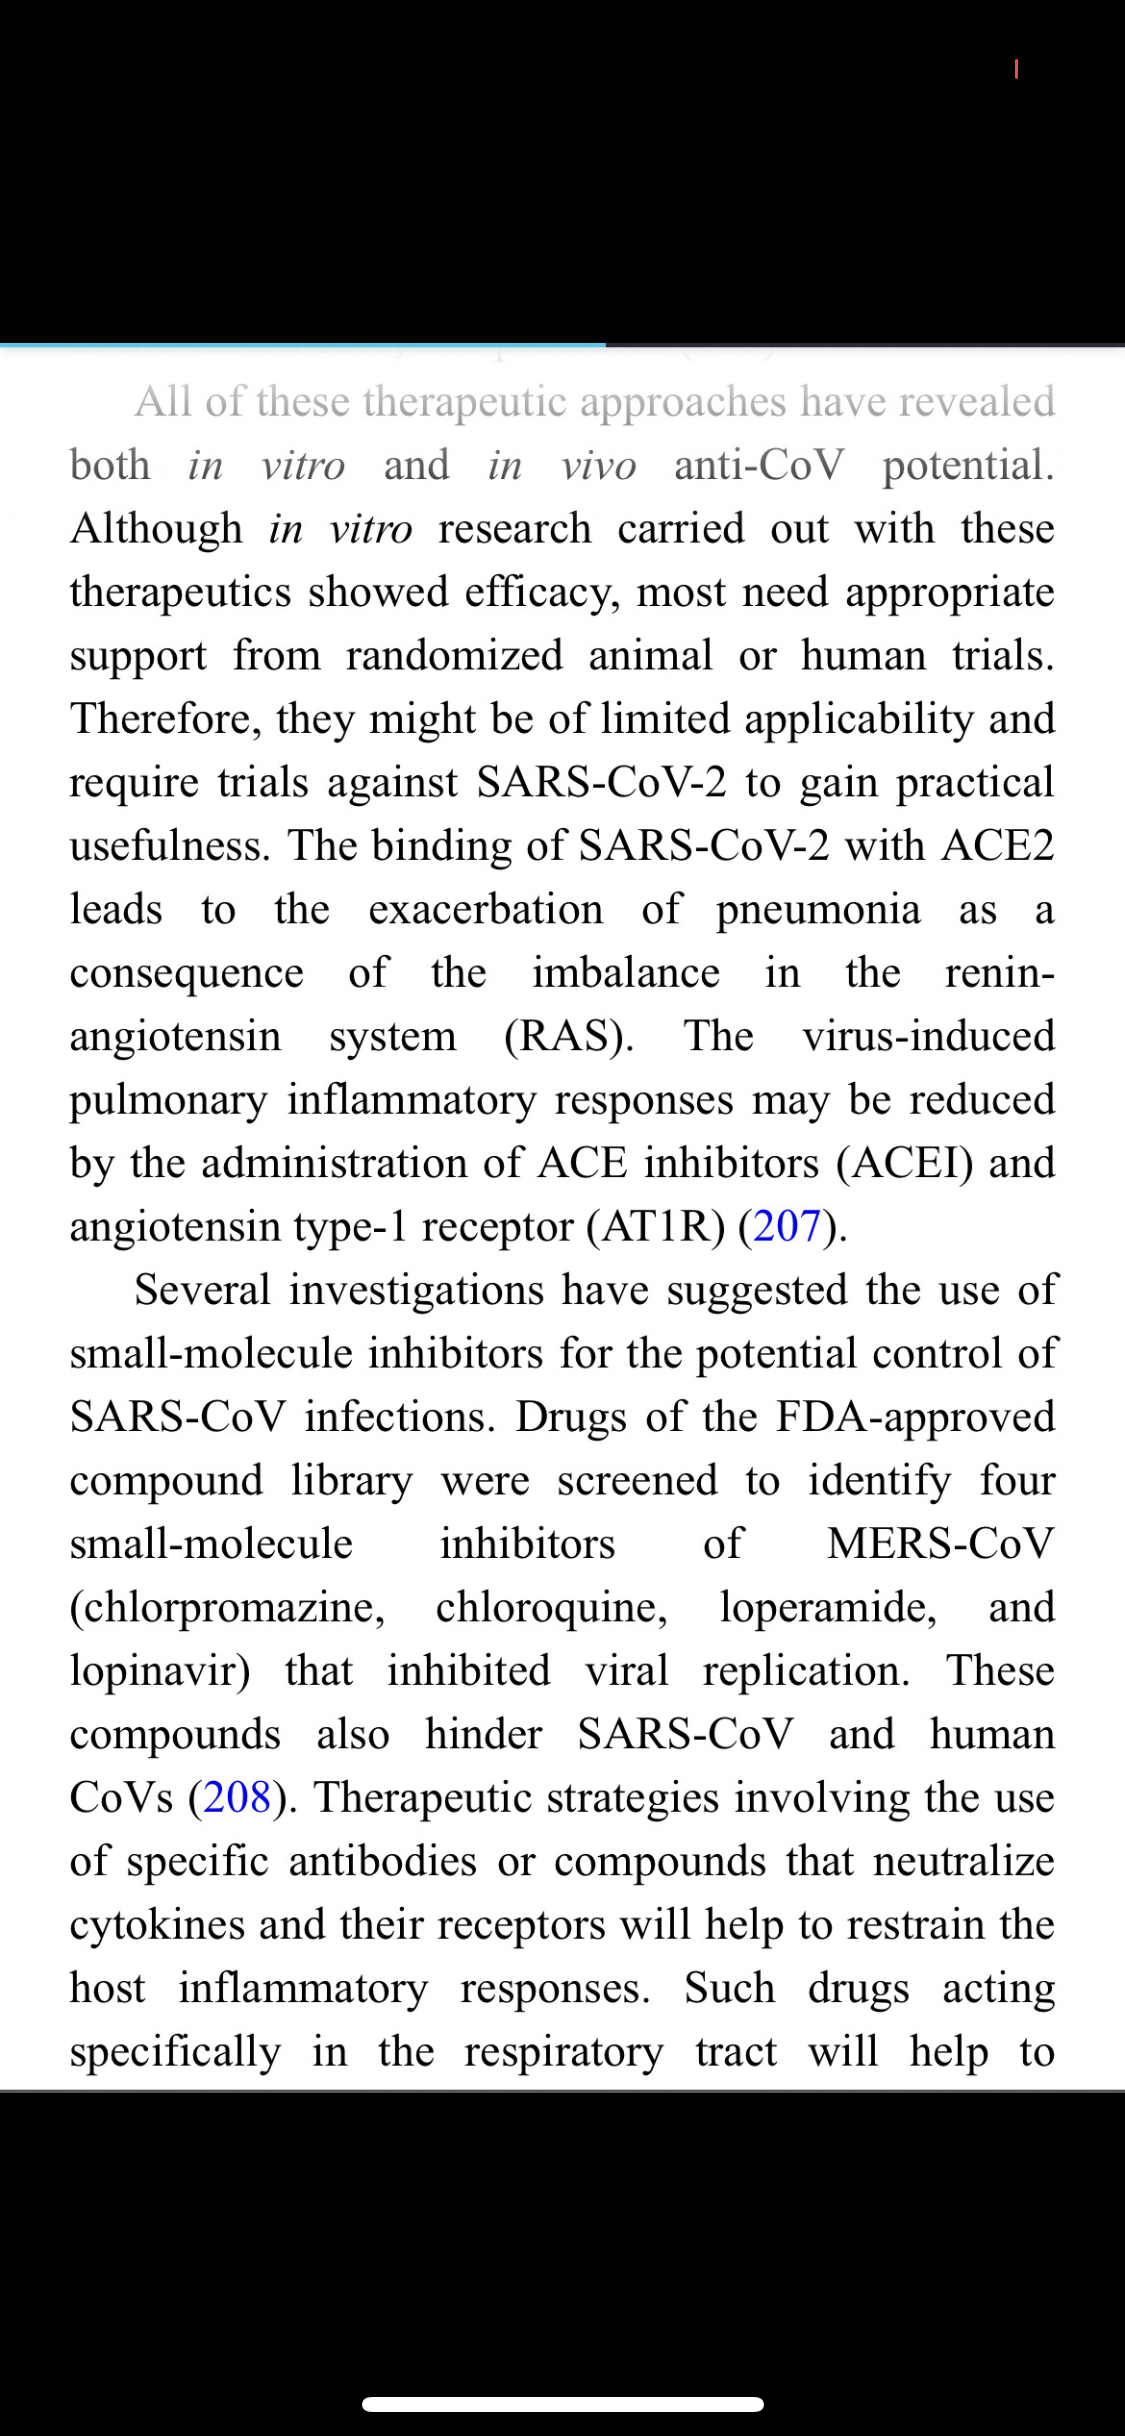 All of these therapeutic approaches have revealed
both in vitro and in vivo anti-CoV potential.
Although in vitro research carried out with these
therapeutics showed efficacy, most need appropriate
support from randomized animal or human trials.
Therefore, they might be of limited applicability and
require trials against SARS-CoV-2 to gain practical
usefulness. The binding of SARS-CoV-2 with ACE2
leads to the exacerbation of pneumonia as a
consequence of the imbalance in the renin-
angiotensin system (RAS). The virus-induced
pulmonary inflammatory responses may be reduced
by the administration of ACE inhibitors (ACEI) and
angiotensin type-1 receptor (AT1R) (207).
Several investigations have suggested the use of
small-molecule inhibitors for the potential control of
SARS-CoV infections. Drugs of the FDA-approved
compound library were screened to identify four
small-molecule inhibitors of MERS-CoV
(chlorpromazine, chloroquine, loperamide, and
lopinavir) that inhibited viral replication. These
compounds also hinder SARS-CoV and human
CoVs (208). Therapeutic strategies involving the use
of specific antibodies or compounds that neutralize
cytokines and their receptors will help to restrain the
host inflammatory responses. Such drugs acting
specifically in the respiratory tract will help to